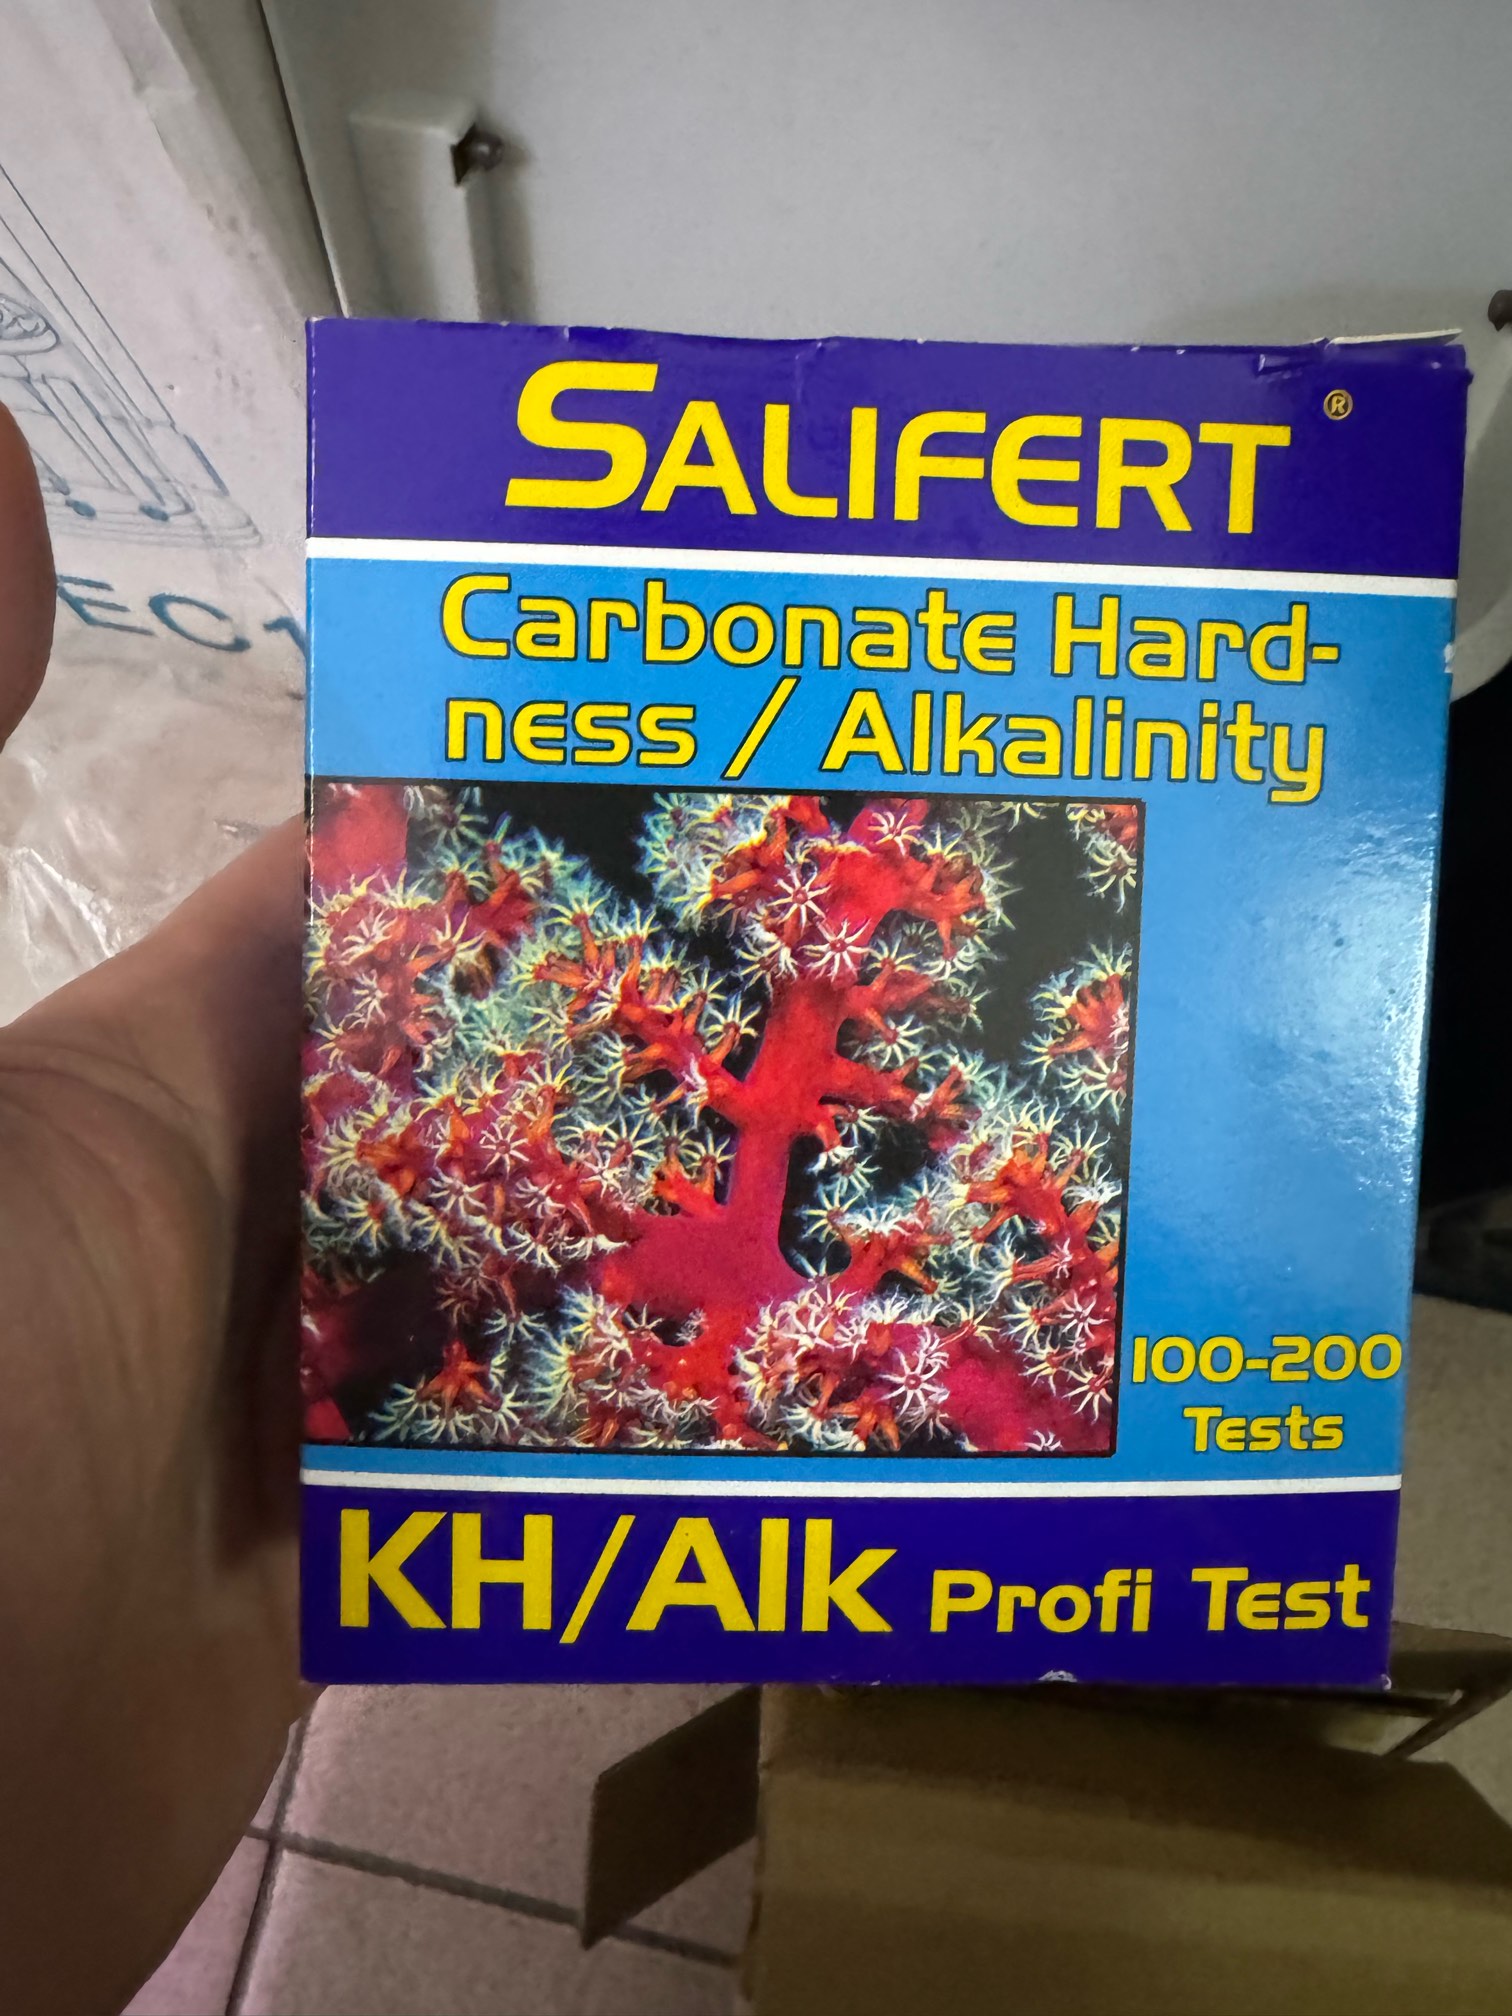 SALIFERT ®
Carbonate Hard-
ness / Alkalinity
100-200
Tests
KH/Alk Profi Test